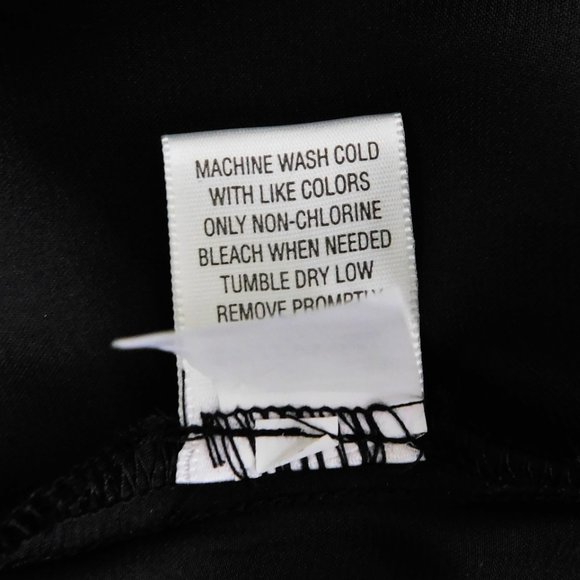 MACHINE WASH COLD
WITH LIKE COLORS
ONLY NON-CHLORINE
BLEACH WHEN NEEDED
TUMBLE DRY LOW
REMOVE PROMPTLY